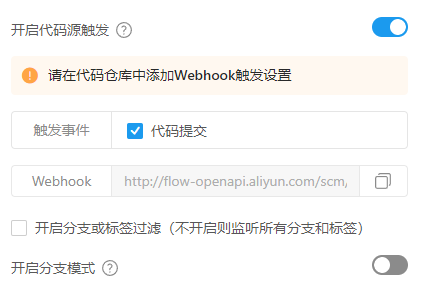 开启代码源触发
请在代码仓库中添加Webhook触发设置
触发事件 代码提交
Webhook http://flow-openapi.aliyun.com/scm,
开启分支或标签过滤（不开启则监听所有分支和标签）
开启分支模式